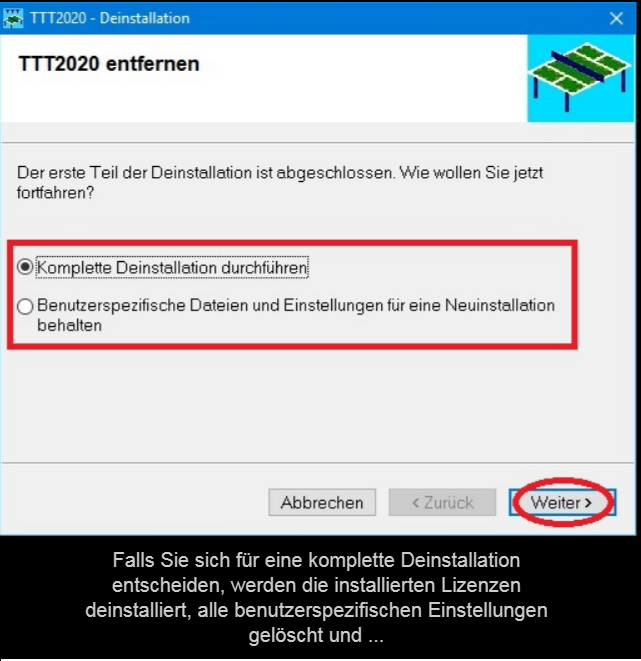 TTT2020 - Deinstallation
TTT2020 entfernen
Der erste Teil der Deinstallation ist abgeschlossen. Wie wollen Sie jetzt
fortfahren?
Komplette Deinstallation durchführen
Benutzerspezifische Dateien und Einstellungen für eine Neuinstallation
behalten
Abbrechen < Zurück Weiter >
Falls Sie sich für eine komplette Deinstallation
entscheiden, werden die installierten Lizenzen
deinstalliert, alle benutzerspezifischen Einstellungen
gelöscht und ...